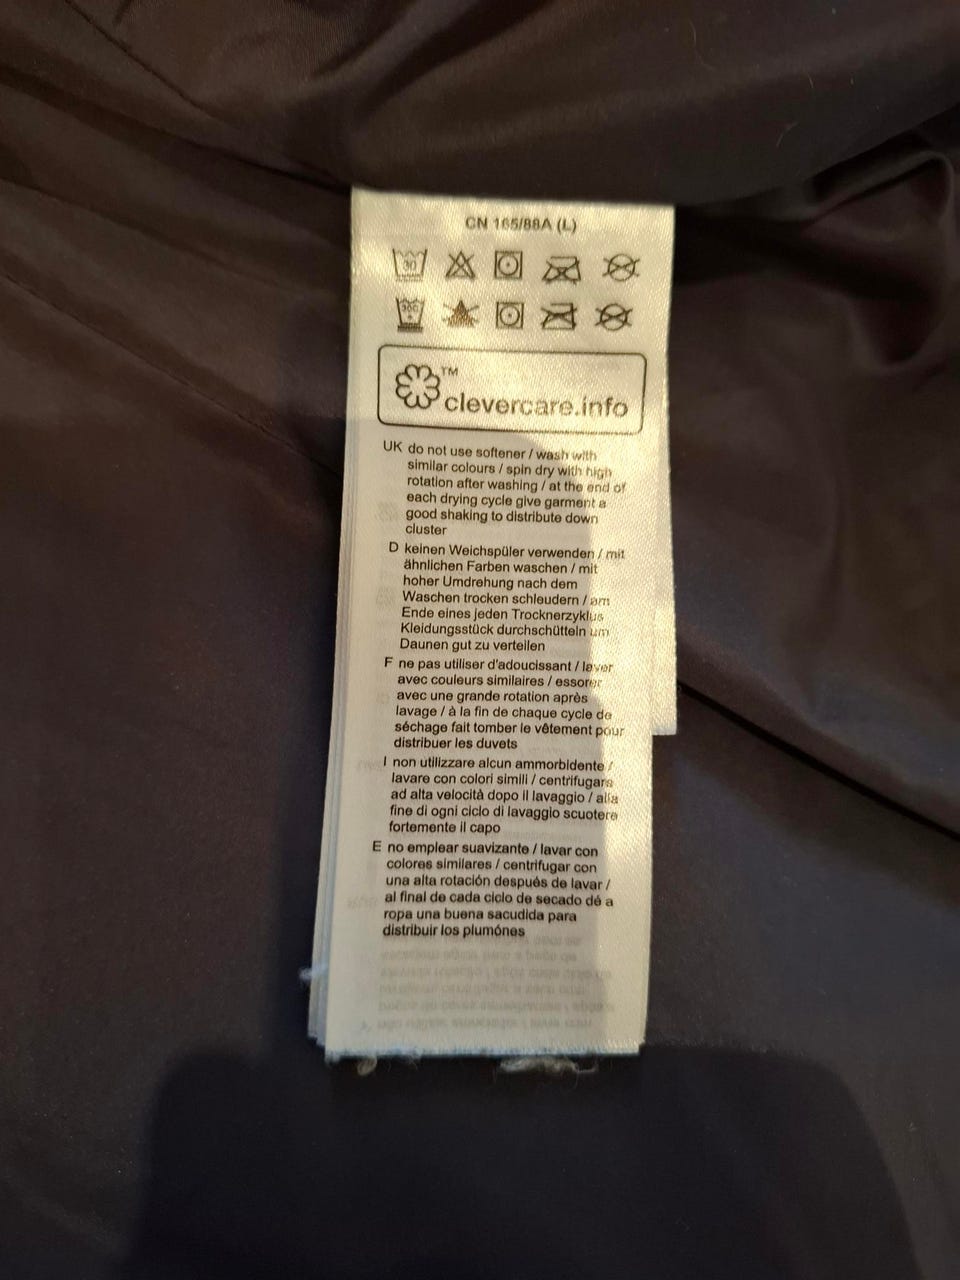 CN 165/88A (L)
30
30C
TM
clevercare.info
UK do not use softener / wash with
similar colours / spin dry with high
rotation after washing / at the end of
each drying cycle give garment a
good shaking to distribute down
cluster
D keinen Weichspüler verwenden / mit
ähnlichen Farben waschen / mit
hoher Umdrehung nach dem
Waschen trocken schleudern / am
Ende eines jeden Trocknerzyklus
Kleidungsstück durchschütteln um
Daunen gut zu verteilen
F ne pas utiliser d'adoucissant / laver
avec couleurs similaires / essorer
avec une grande rotation après
lavage / à la fin de chaque cycle de
séchage fait tomber le vêtement pour
distribuer les duvets
I non utilizzare alcun ammorbidente /
lavare con colori simili / centrifugare
ad alta velocità dopo il lavaggio / alla
fine di ogni ciclo di lavaggio scuotere
fortemente il capo
E no emplear suavizante / lavar con
colores similares / centrifugar con
una alta rotación después de lavar /
al final de cada ciclo de secado dé a
ropa una buena sacudida para
distribuir los plumónes